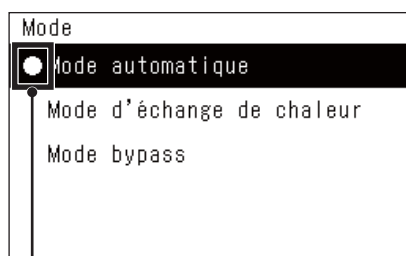 Mode
Mode automatique
Mode d'échange de chaleur
Mode bypass